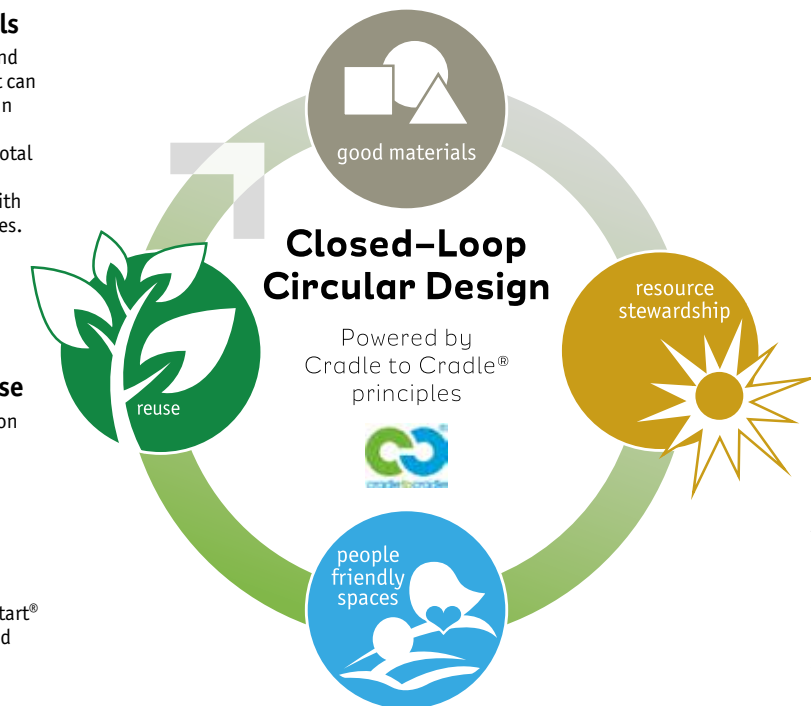 ls
nd
t can
n
otal
ith
es.
se
on
tart®
d
good materials
Closed–Loop
Circular Design
Powered by
Cradle to Cradle®
principles
cradletocradle
resource
stewardship
reuse
people
friendly
spaces